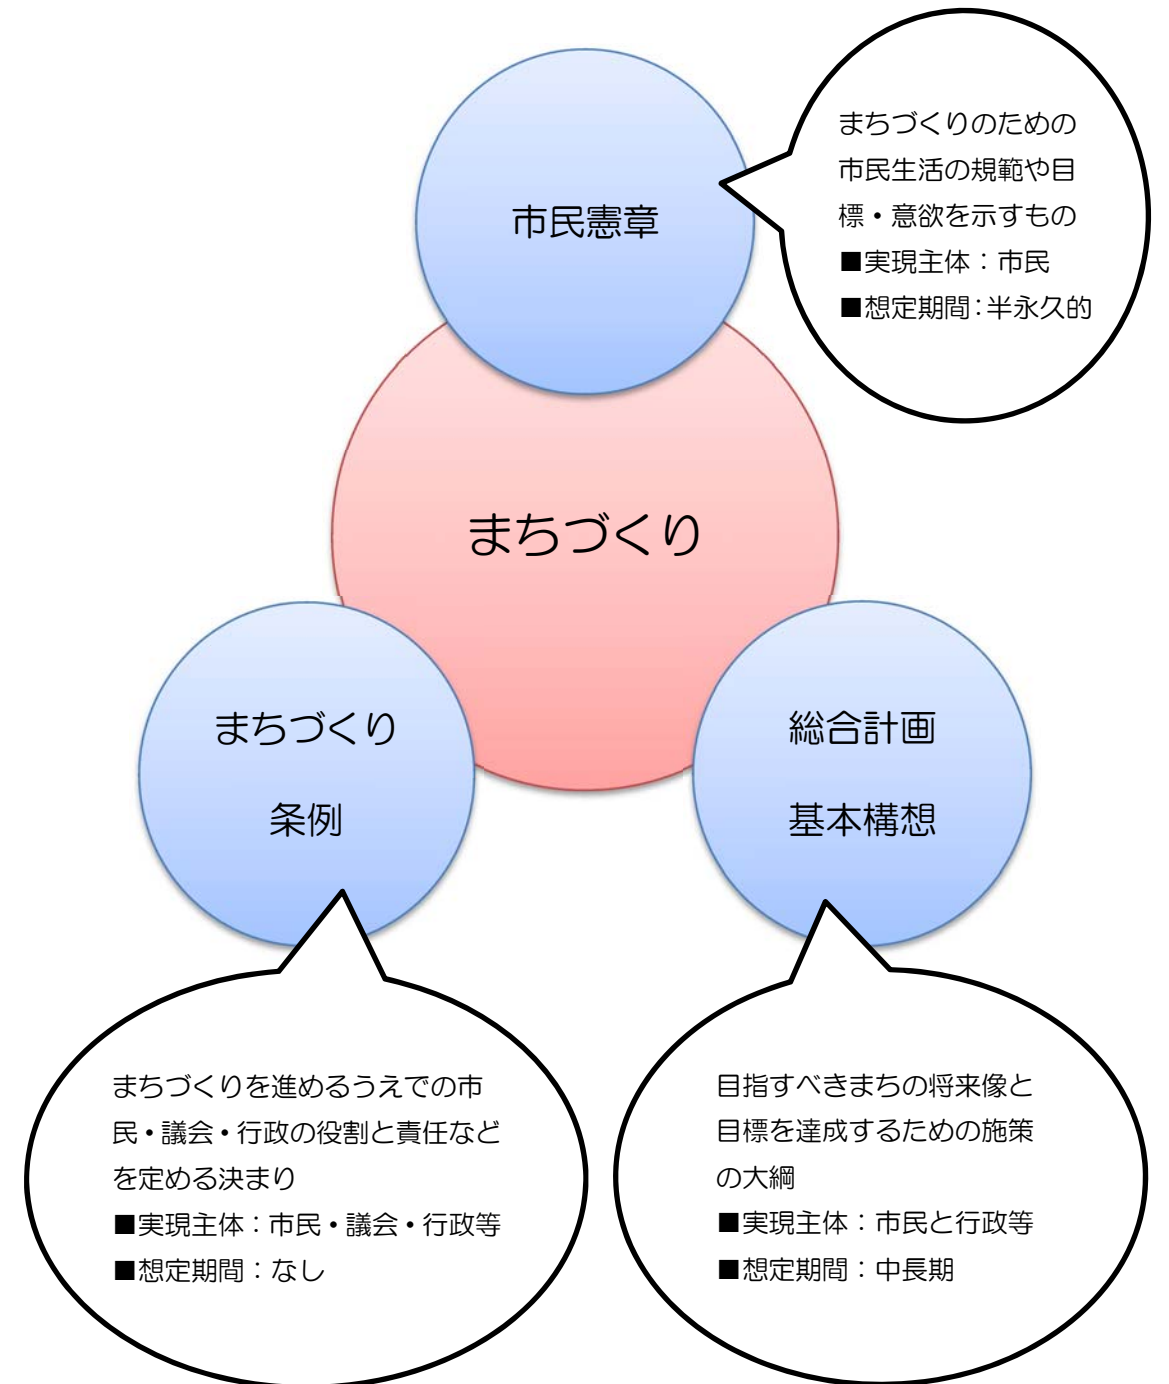 まちづくりのための
市民生活の規範や目
標・意欲を示すもの
■実現主体：市民
■想定期間：半永久的
市民憲章
まちづくり
まちづくり
条例
総合計画
基本構想
まちづくりを進めるうえでの市
民・議会・行政の役割と責任など
を定める決まり
■実現主体：市民・議会・行政等
■想定期間：なし
目指すべきまちの将来像と
目標を達成するための施策
の大綱
■実現主体：市民と行政等
■想定期間：中長期